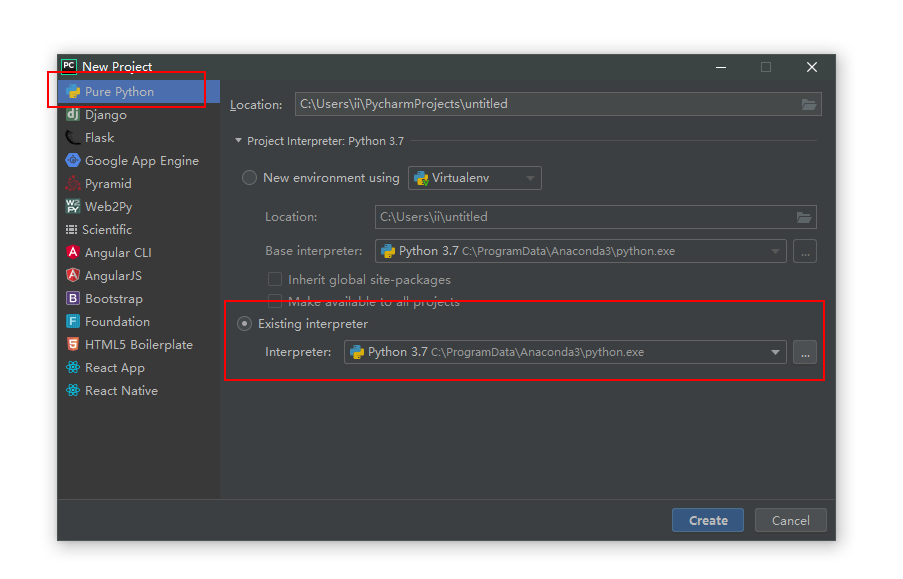 PC New Project
Pure Python
dj Django
Flask
Google App Engine
Pyramid
Web2Py
Scientific
Angular CLI
AngularJS
B Bootstrap
F Foundation
5 HTML5 Boilerplate
React App
React Native
Location: C:\Users\ii\PycharmProjects\untitled
Project Interpreter: Python 3.7
New environment using Virtualenv
Location: C:\Users\ii\untitled
Base interpreter: Python 3.7 C:\ProgramData\Anaconda3\python.exe ...
Inherit global site-packages
Make available to all projects
Existing interpreter
Interpreter: Python 3.7 C:\ProgramData\Anaconda3\python.exe ...
Create Cancel